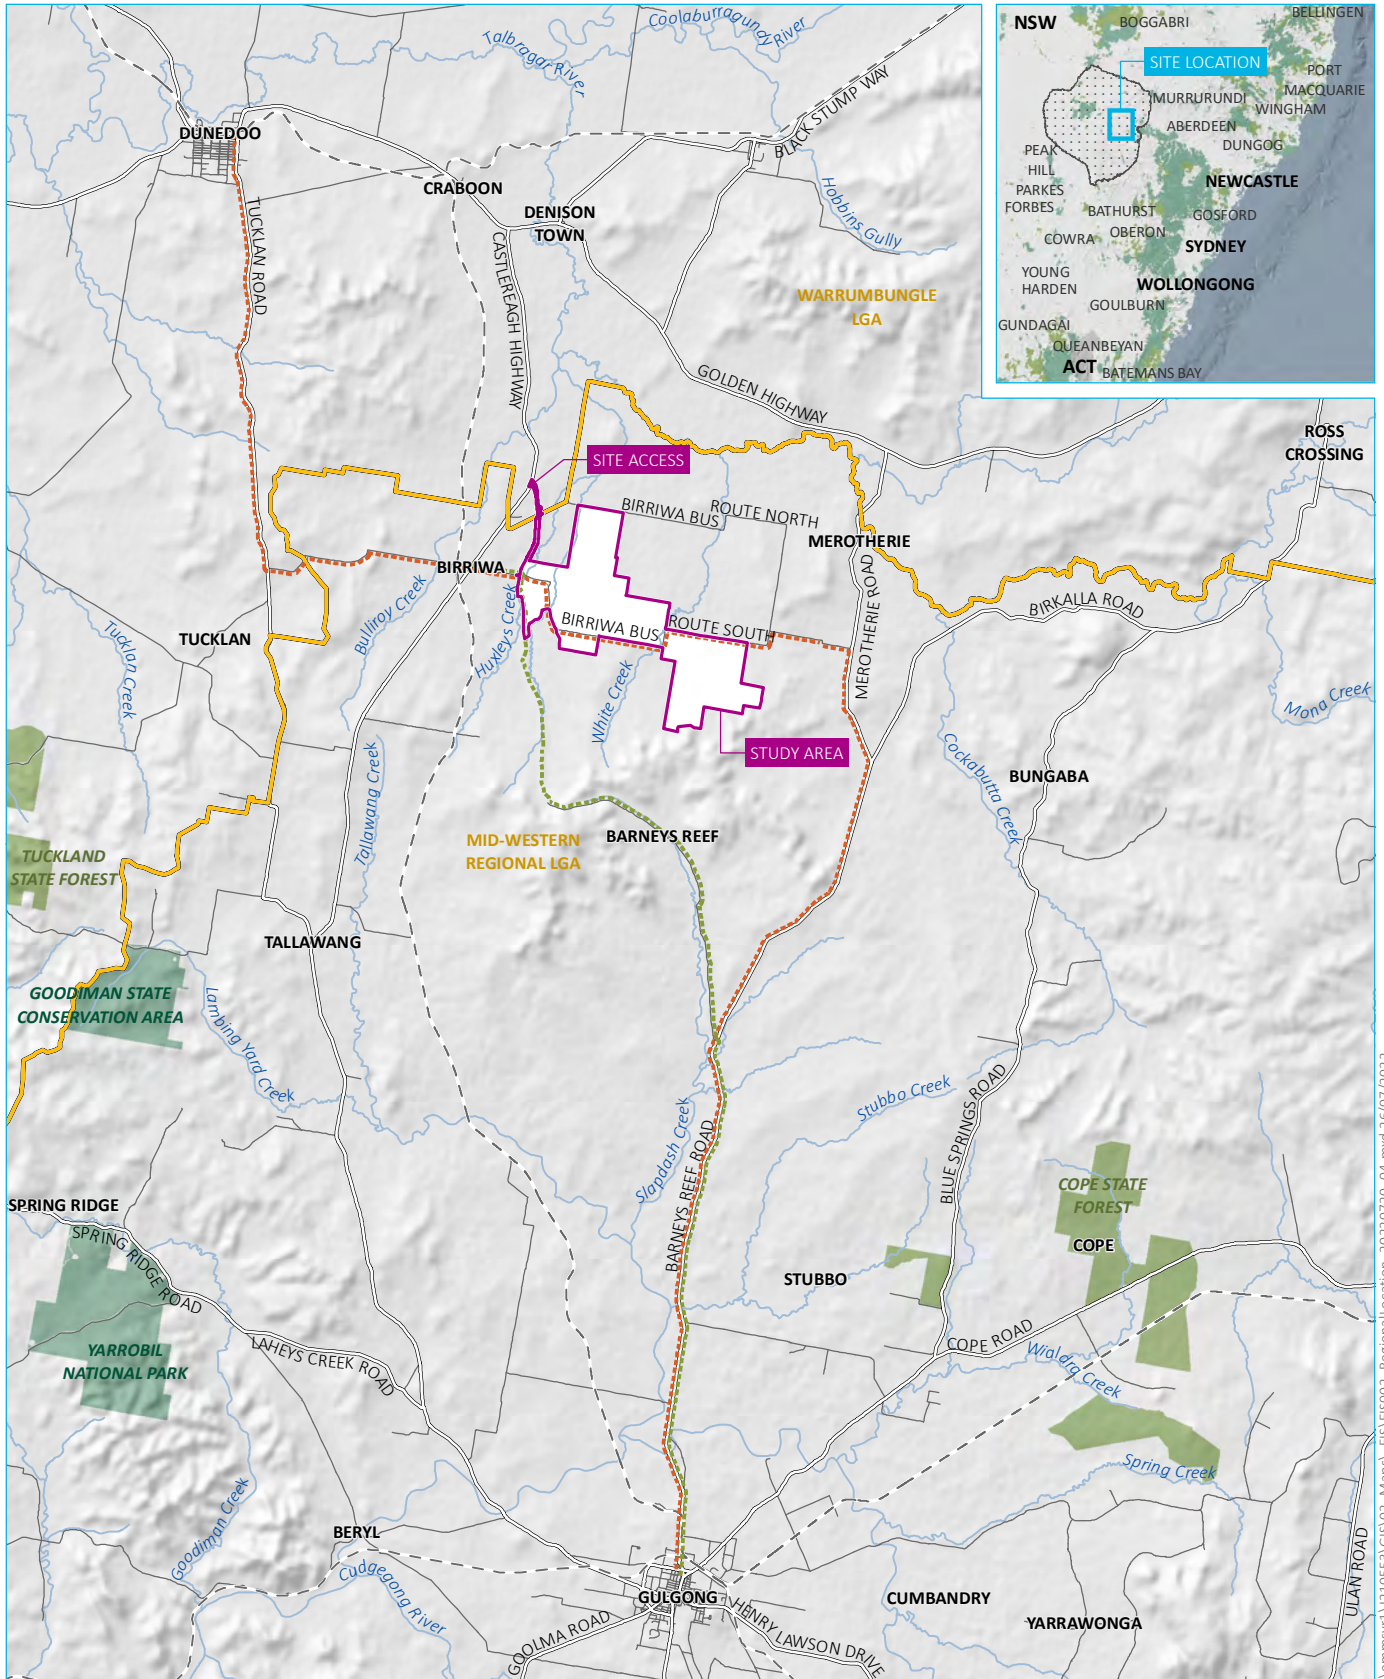 Coolaburragundy
River
Talbragar River
BLACK STUMP WAY
DUNEDOO
CRABOON
DENISON
TOWN
Hobbins Gully
TUCKLAN ROAD
CASTLEREAGH HIGHWAY
WARRUMBUNGLE
LGA
GOLDEN HIGHWAY
NSW
BOGGABRI
BELLINGEN
SITE LOCATION
PORT
MACQUARIE
MURRURUNDI
WINGHAM
ABERDEEN
DUNGOG
PEAK
HILL
PARKES
FORBES
NEWCASTLE
BATHURST
GOSFORD
OBERON
COWRA
SYDNEY
YOUNG
HARDEN
WOLLONGONG
GOULBURN
GUNDAGAI
QUEANBEYAN
ACT
BATEMANS BAY
ROSS
CROSSING
SITE ACCESS
BIRRIWA BUS
ROUTE NORTH
MEROTHERIE
BIRRIWA
MEROTHERIE ROAD
BIRKALLA ROAD
Bulliroy Creek
Huxleys Creek
BIRRIWA BUS
ROUTE SOUTH
TUCKLAN
Tucklan Creek
White Creek
Mona Creek
STUDY AREA
Tallawang Creek
Cockabutta Creek
BUNGABA
MID-WESTERN
REGIONAL LGA
BARNEYS REEF
TUCKLAND
STATE FOREST
TALLAWANG
GOODIMAN STATE
CONSERVATION AREA
Lambing Yard Creek
Stubbo Creek
Slapdash Creek
BARNEYS REEF ROAD
BLUE SPRINGS ROAD
COPE STATE
FOREST
COPE
SPRING RIDGE
SPRING RIDGE ROAD
STUBBO
COPE ROAD
Wialdra Creek
LAHEYS CREEK ROAD
YARROBIL
NATIONAL PARK
Spring Creek
Goodiman Creek
BERYL
Cudgegong
River
GULGONG
GOOLMA ROAD
HENRY
LAWSON DRIVE
CUMBANDRY
YARRAWONGA
ULAN ROAD